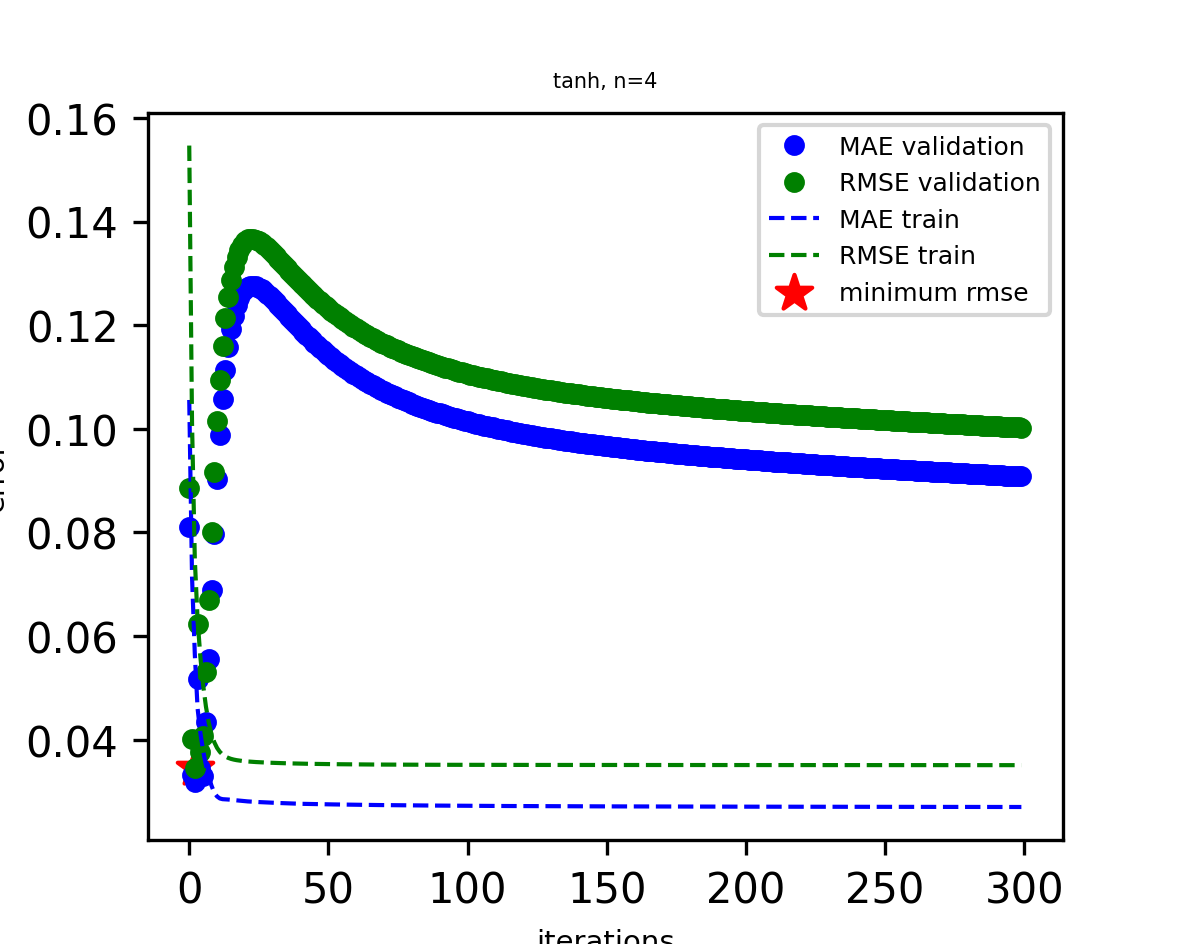 tanh, n=4
0.16
0.14
0.12
0.10
0.08
0.06
0.04
MAE validation
RMSE validation
MAE train
RMSE train
minimum rmse
0 50 100 150 200 250 300
iterations